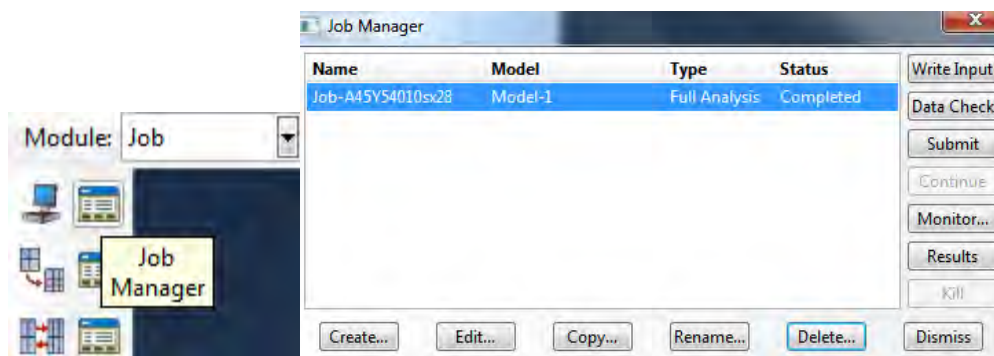 Module: Job
Job
Manager
Job Manager
Name Model Type Status
Job-A45Y54010sx28 Model-1 Full Analysis Completed
Write Input
Data Check
Submit
Continue
Monitor...
Results
Kill
Create... Edit... Copy... Rename... Delete... Dismiss